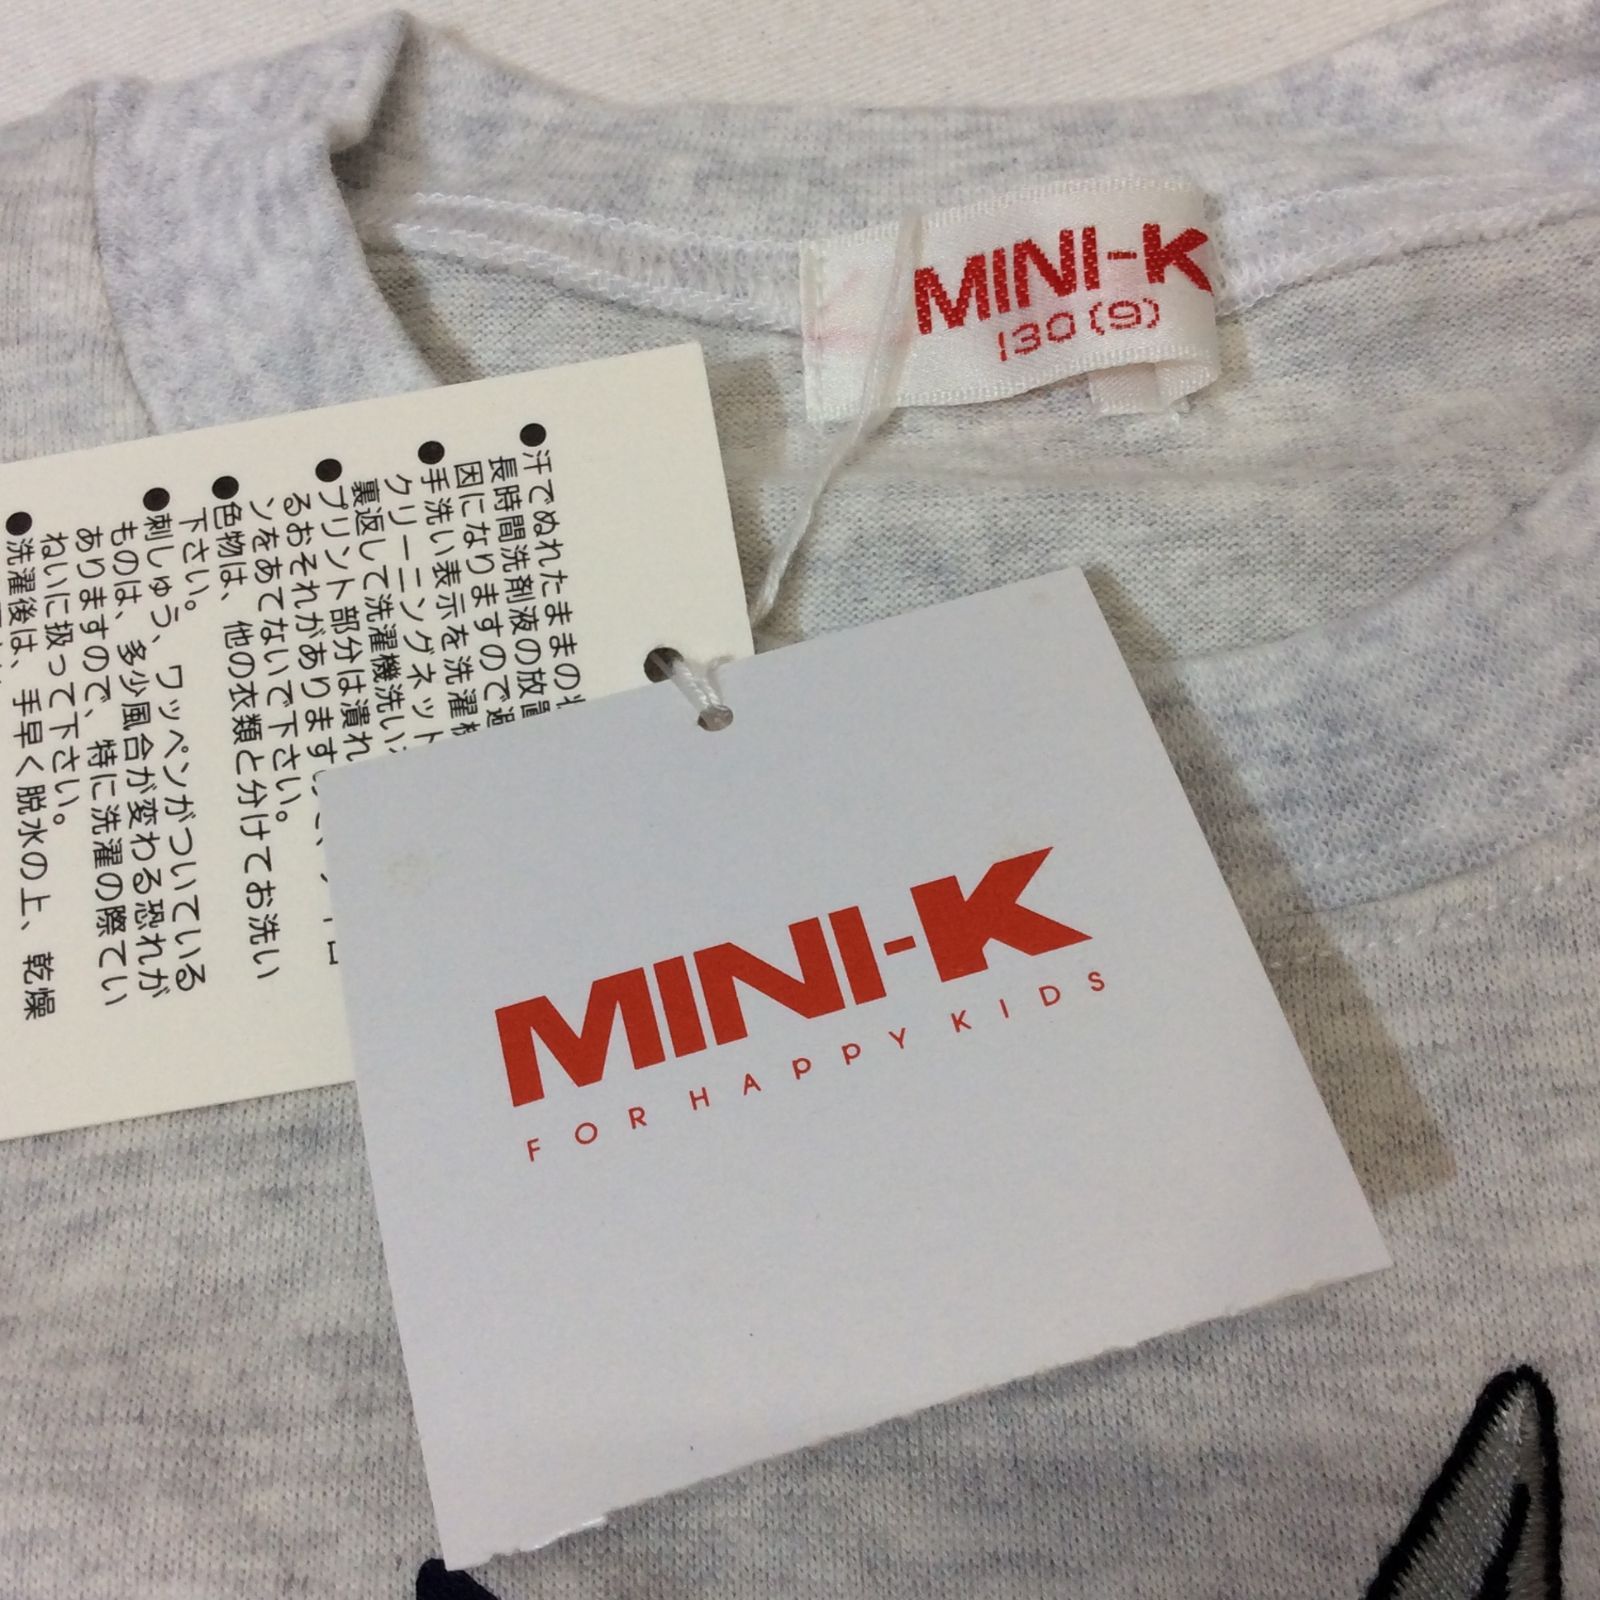 MINI-K
130(9)
●汗でぬれたままの
長時間洗剤液の放置
因になりますので
●手洗い表示を洗濯
クリーニングネット
裏返して洗濯機洗い
●プリント部分は潰れ
るおそれがあります
ンをあてないで下さい。
●色物は、他の衣類と分けてお洗い
下さい。
●刺しゅう、ワッペンがついている
ものは、多少風合が変わる恐れが
ありますので、特に洗濯の際てい
ねいに扱って下さい。
●洗濯後は、手早く脱水の上、乾燥
MINI-K
FOR HAPPY KIDS